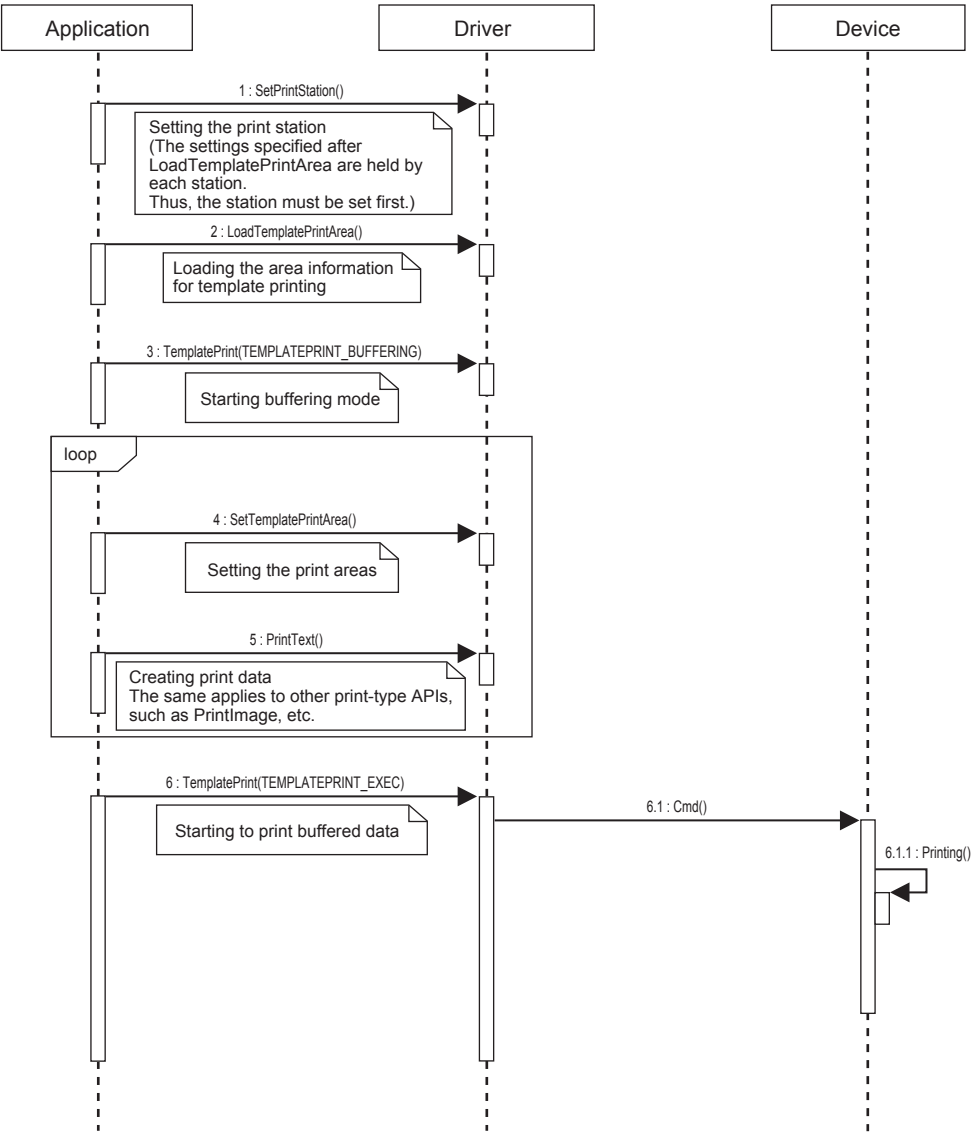 Application
Driver
Device
1 : SetPrintStation()
Setting the print station
(The settings specified after
LoadTemplatePrintArea are held by
each station.
Thus, the station must be set first.)
2 : LoadTemplatePrintArea()
Loading the area information
for template printing
3 : TemplatePrint(TEMPLATEPRINT_BUFFERING)
Starting buffering mode
loop
4 : SetTemplatePrintArea()
Setting the print areas
5 : PrintText()
Creating print data
The same applies to other print-type APIs,
such as PrintImage, etc.
6 : TemplatePrint(TEMPLATEPRINT_EXEC)
Starting to print buffered data
6.1 : Cmd()
6.1.1 : Printing()